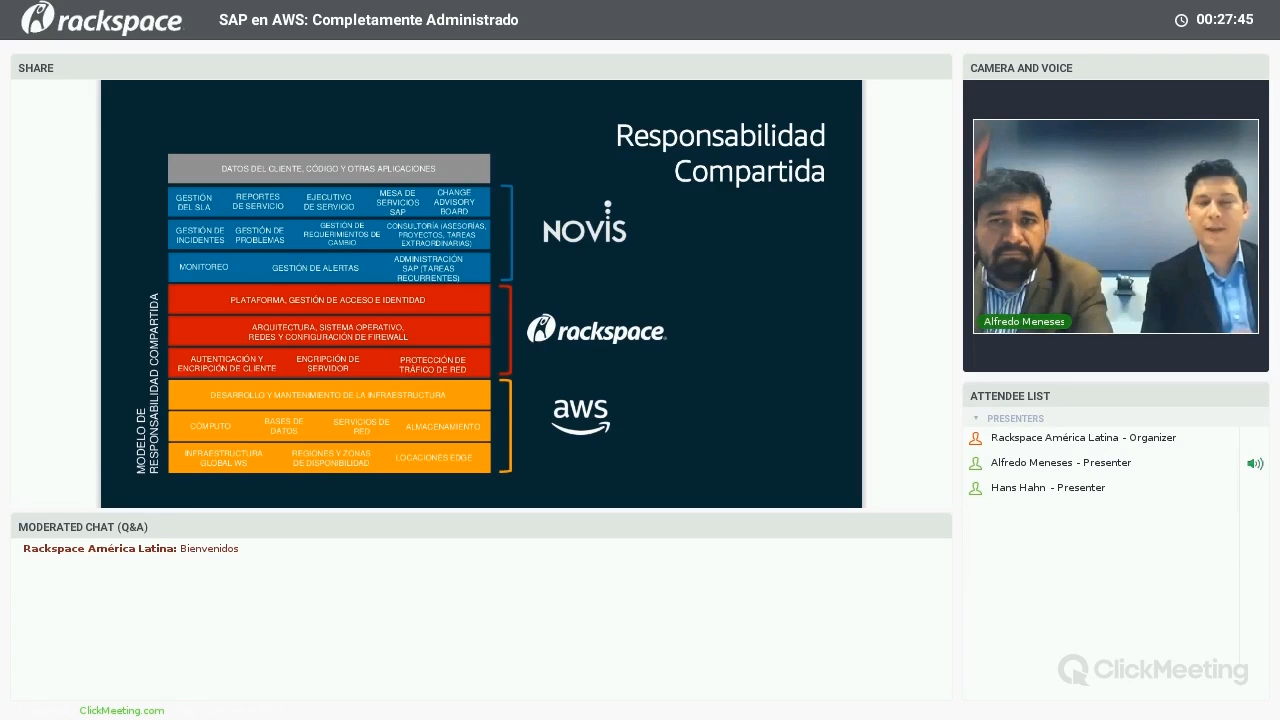 rackspace
SAP en AWS: Completamente Administrado
00:27:45
SHARE
Responsabilidad
Compartida
MODELO DE
RESPONSABILIDAD COMPARTIDA
DATOS DEL CLIENTE, CÓDIGO Y OTRAS APLICACIONES
GESTIÓN
DEL SLA
REPORTES
DE SERVICIO
EJECUTIVO
DE SERVICIO
MESA DE
SERVICIOS
SAP
CHANGE
ADVISORY
BOARD
GESTIÓN DE
INCIDENTES
GESTIÓN DE
PROBLEMAS
GESTIÓN DE
REQUERIMIENTOS DE
CAMBIO
CONSULTORÍA (ASESORÍAS,
PROYECTOS, TAREAS
EXTRAORDINARIAS)
MONITOREO
GESTIÓN DE ALERTAS
ADMINISTRACIÓN
SAP (TAREAS
RECURRENTES)
NOVIS
PLATAFORMA, GESTIÓN DE ACCESO E IDENTIDAD
ARQUITECTURA, SISTEMA OPERATIVO,
REDES Y CONFIGURACIÓN DE FIREWALL
AUTENTICACIÓN Y
ENCRIPCIÓN DE CLIENTE
ENCRIPCIÓN DE
SERVIDOR
PROTECCIÓN DE
TRÁFICO DE RED
rackspace.
DESARROLLO Y MANTENIMIENTO DE LA INFRAESTRUCTURA
CÓMPUTO
BASES DE
DATOS
SERVICIOS DE
RED
ALMACENAMIENTO
INFRAESTRUCTURA
GLOBAL WS
REGIONES Y ZONAS
DE DISPONIBILIDAD
LOCACIONES EDGE
aws
CAMERA AND VOICE
Alfredo Meneses
ATTENDEE LIST
PRESENTERS
Rackspace América Latina - Organizer
Alfredo Meneses - Presenter
Hans Hahn - Presenter
MODERATED CHAT (Q&A)
Rackspace América Latina: Bienvenidos
ClickMeeting
ClickMeeting.com